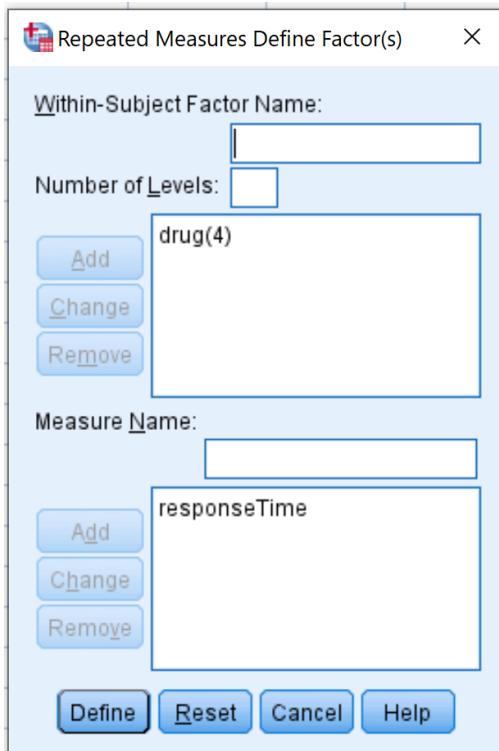 Repeated Measures Define Factor(s)
Within-Subject Factor Name:
Number of Levels:
drug(4)
Add
Change
Remove
Measure Name:
responseTime
Add
Change
Remove
Define Reset Cancel Help